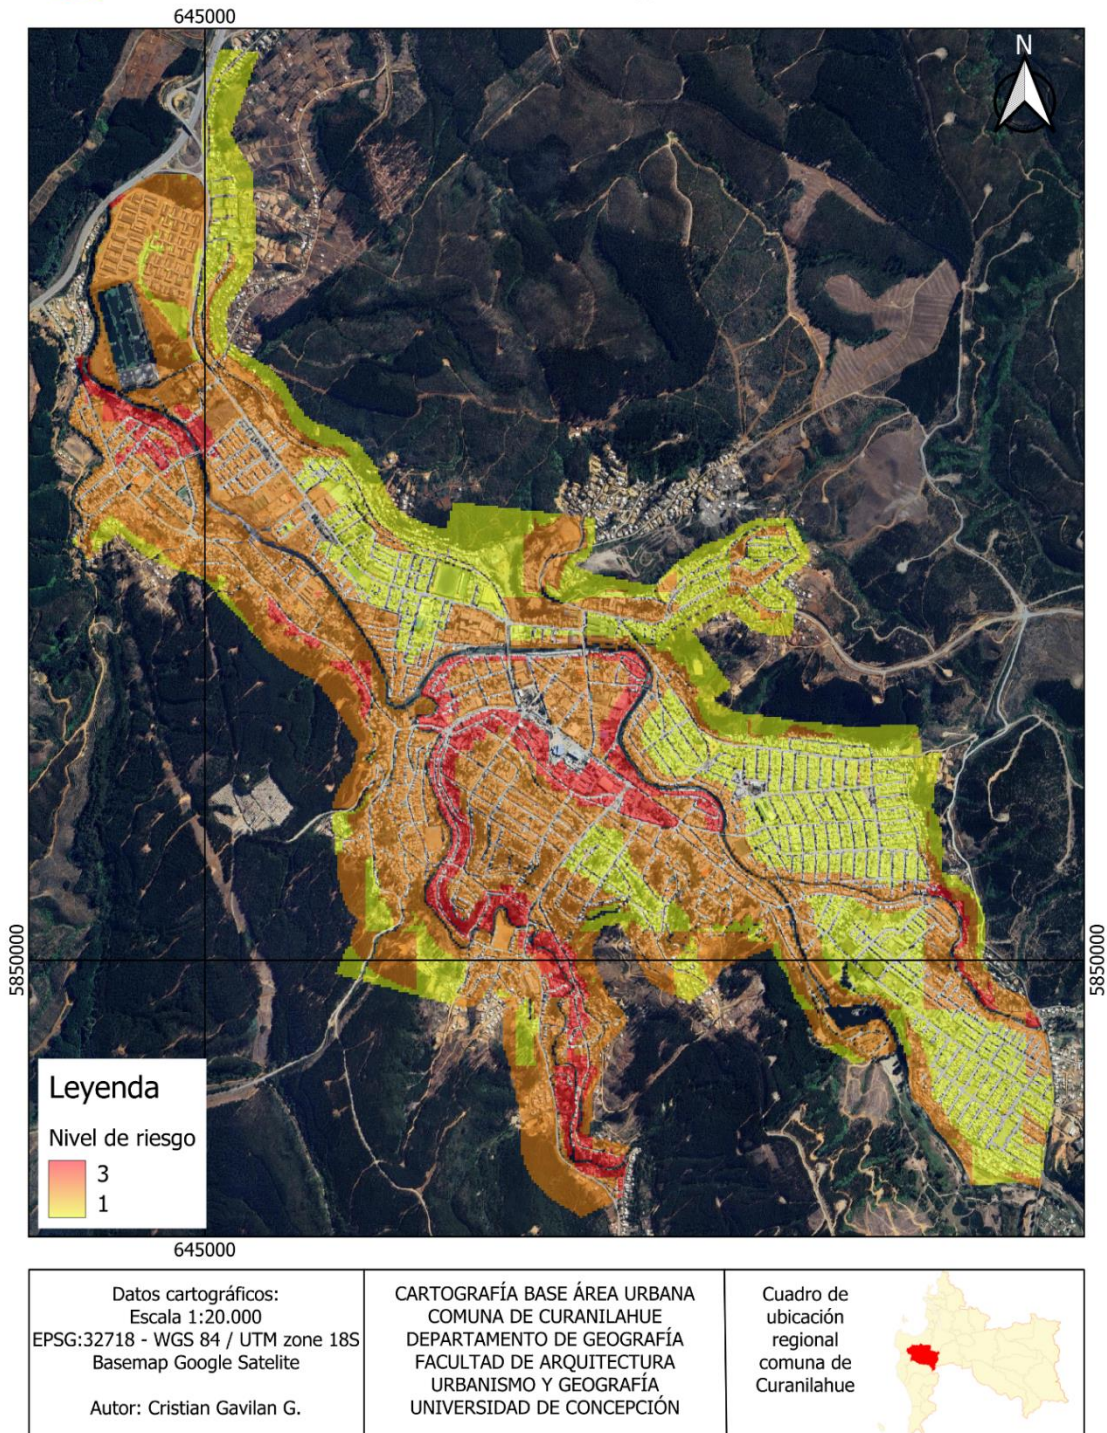 645000
N
5850000
5850000
Leyenda
Nivel de riesgo
3
1
645000
Datos cartográficos:
Escala 1:20.000
EPSG:32718 - WGS 84 / UTM zone 18S
Basemap Google Satelite
Autor: Cristian Gavilan G.
CARTOGRAFÍA BASE ÁREA URBANA
COMUNA DE CURANILAHUE
DEPARTAMENTO DE GEOGRAFÍA
FACULTAD DE ARQUITECTURA
URBANISMO Y GEOGRAFÍA
UNIVERSIDAD DE CONCEPCIÓN
Cuadro de
ubicación
regional
comuna de
Curanilahue